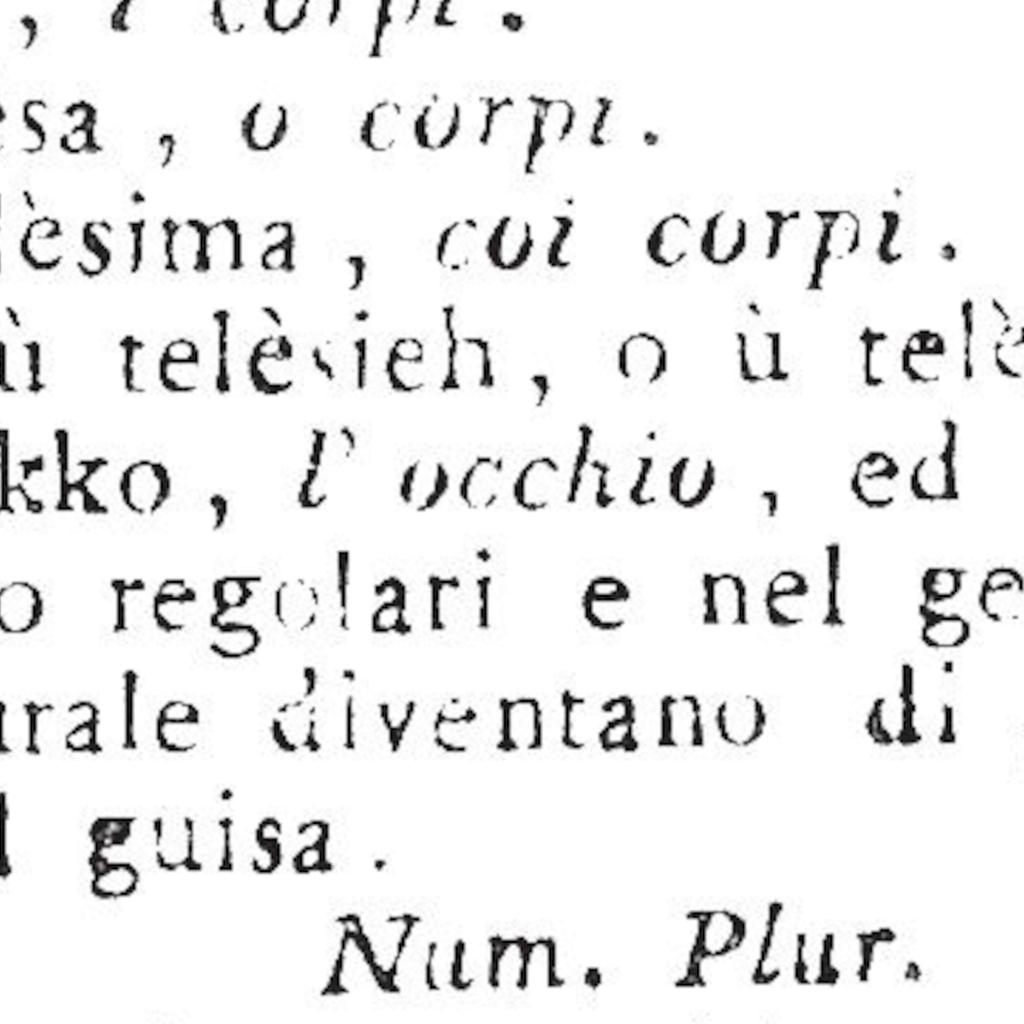 , i corpi.
esa, o corpi.
lèsima, coi corpi.
ùi telèsieh, o ù telè
kko, l' occhio, ed
o regolari e nel ge
urale diventano di
l guisa.
Num. Plur.